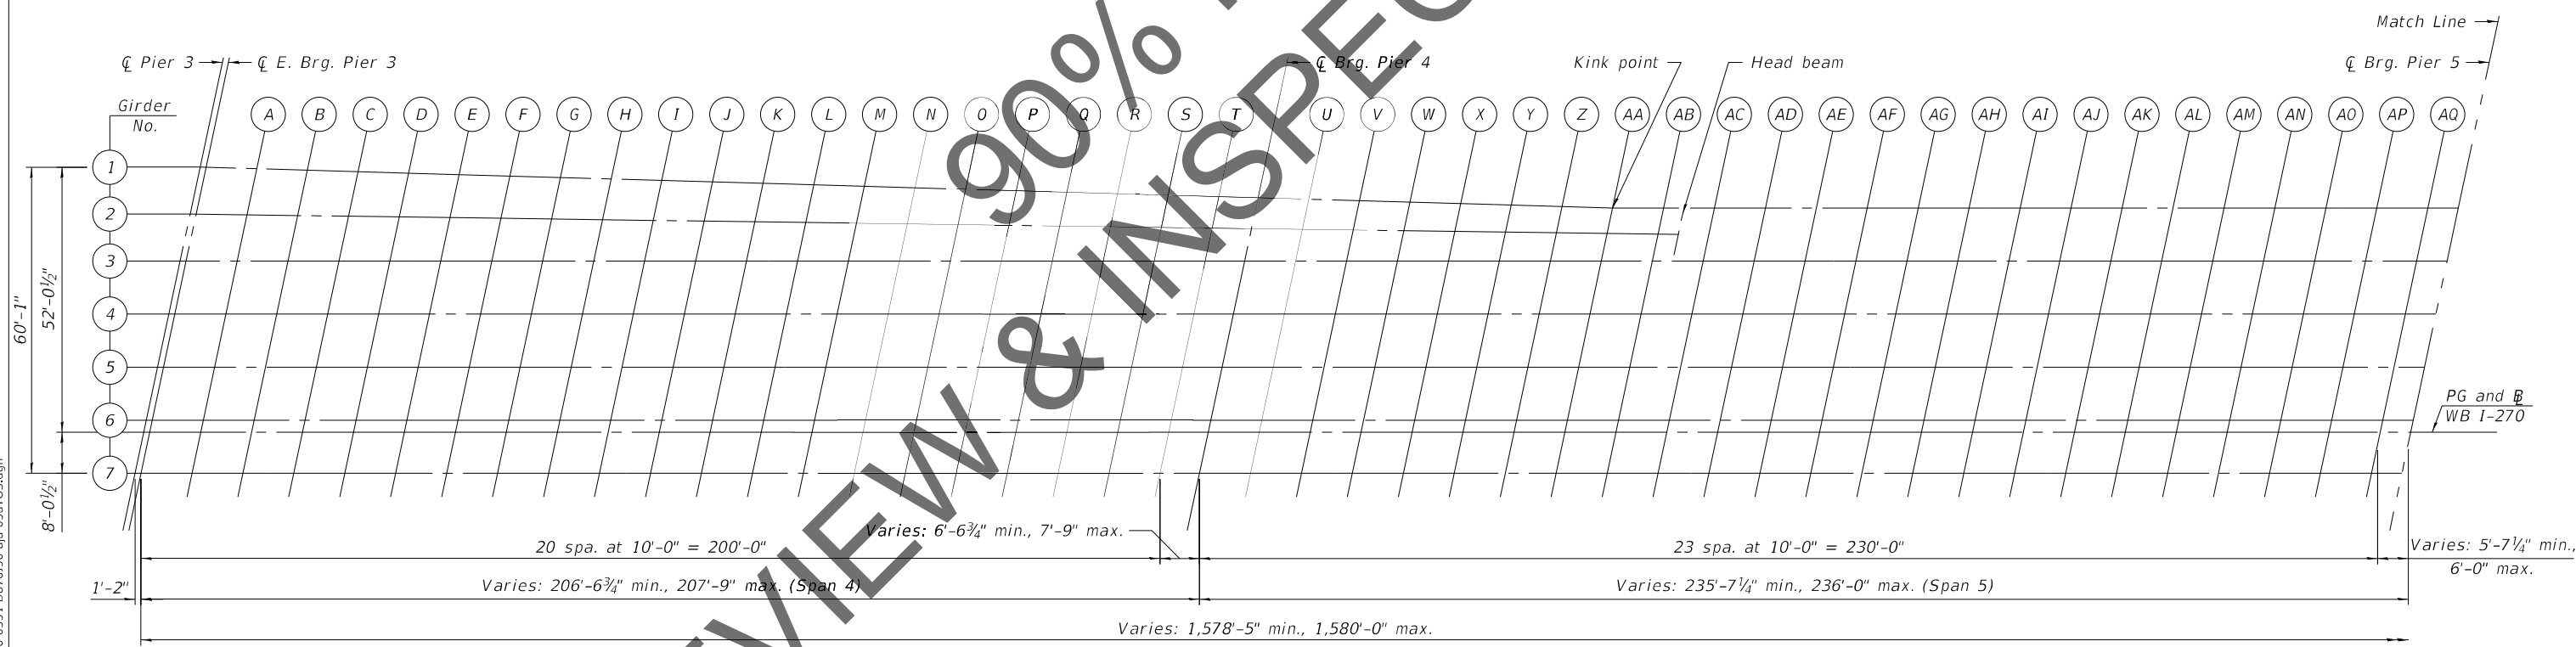 Match Line
℄ Pier 3
℄ E. Brg. Pier 3
℄ Brg. Pier 4
Kink point
Head beam
℄ Brg. Pier 5
Girder
No.
A B C D E F G H I J K L M N O P Q R S T U V W X Y Z AA AB AC AD AE AF AG AH AI AJ AK AL AM AN AO AP AQ
1
2
3
4
5
6
7
60'-1"
52'-0½"
8'-0½"
PG and ⅊
WB I-270
Varies: 6'-6¾" min., 7'-9" max.
20 spa. at 10'-0" = 200'-0"
23 spa. at 10'-0" = 230'-0"
Varies: 5'-7¼" min.,
6'-0" max.
1'-2"
Varies: 206'-6¾" min., 207'-9" max. (Span 4)
Varies: 235'-7¼" min., 236'-0" max. (Span 5)
Varies: 1,578'-5" min., 1,580'-0" max.
90%
VIEW & INSPEC